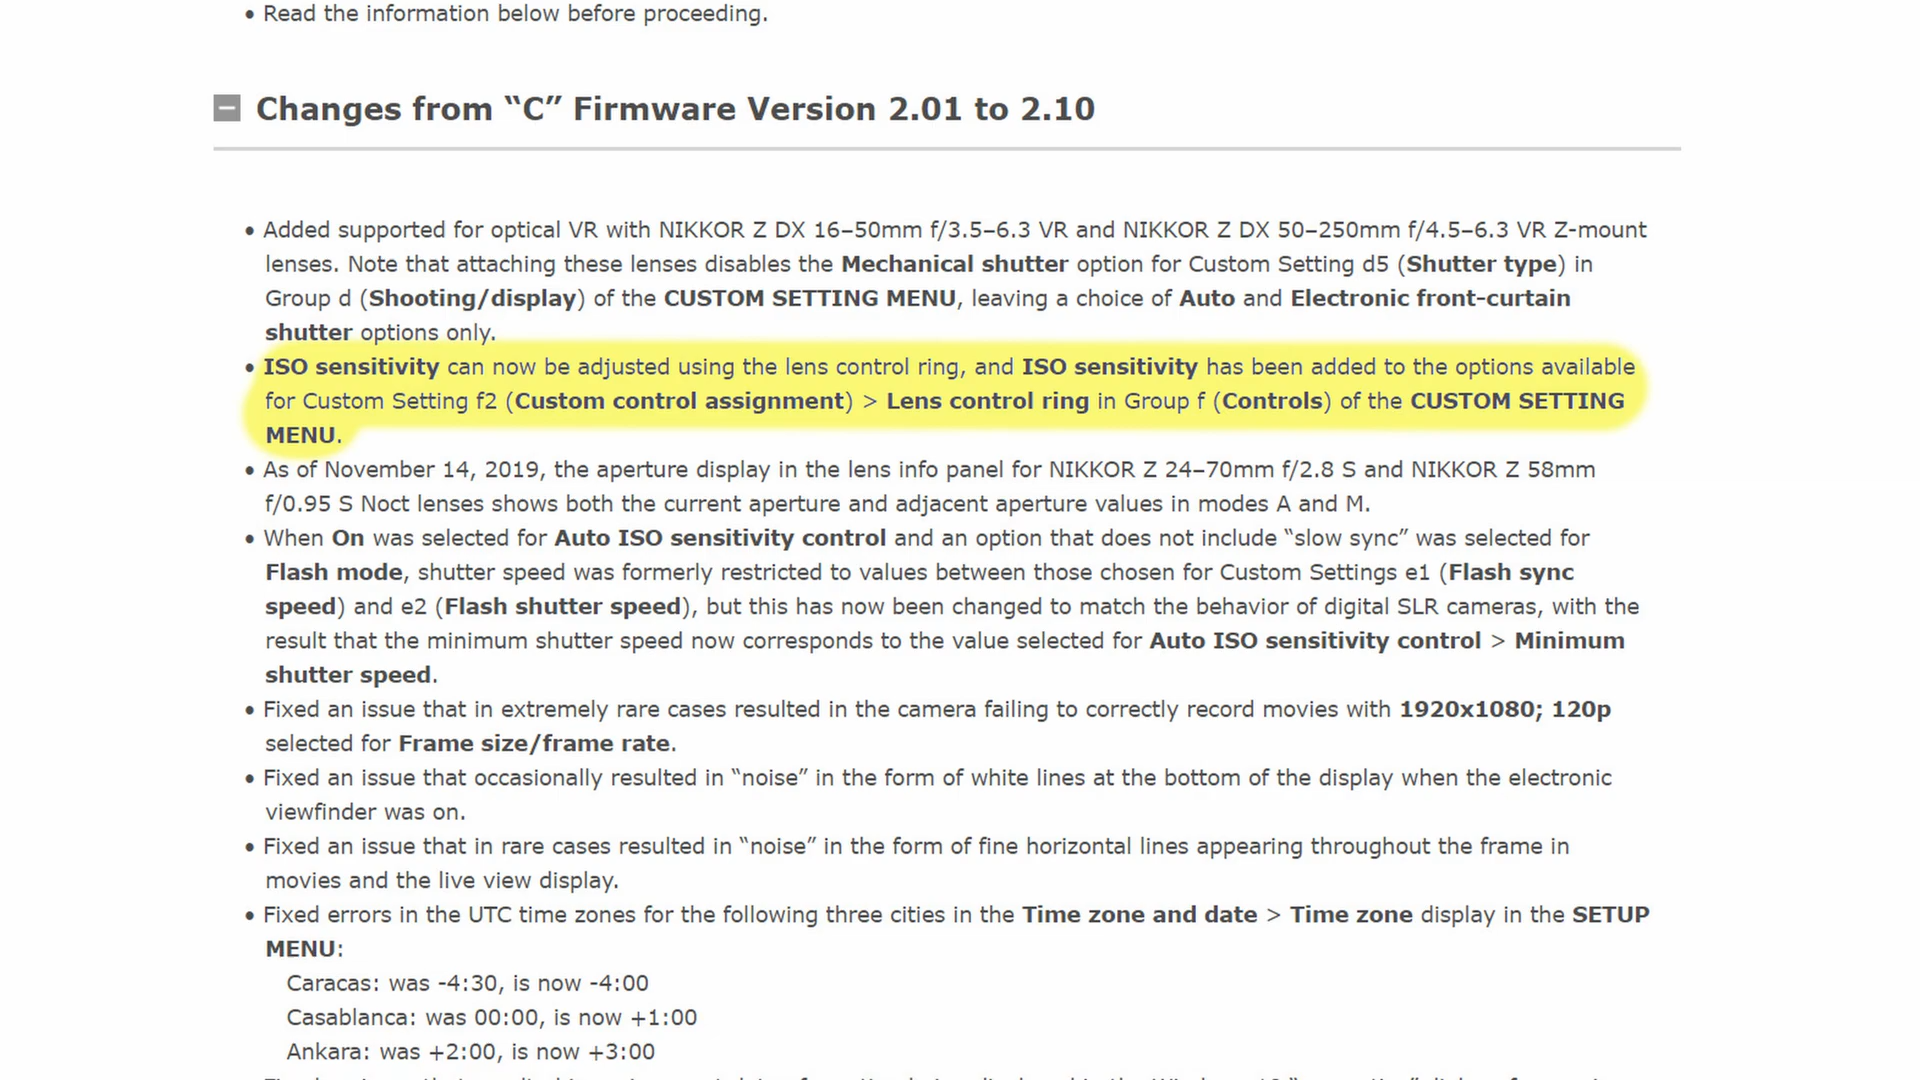 • Read the information below before proceeding.
Changes from “C” Firmware Version 2.01 to 2.10
• Added supported for optical VR with NIKKOR Z DX 16–50mm f/3.5–6.3 VR and NIKKOR Z DX 50–250mm f/4.5–6.3 VR Z-mount
lenses. Note that attaching these lenses disables the Mechanical shutter option for Custom Setting d5 (Shutter type) in
Group d (Shooting/display) of the CUSTOM SETTING MENU, leaving a choice of Auto and Electronic front-curtain
shutter options only.
• ISO sensitivity can now be adjusted using the lens control ring, and ISO sensitivity has been added to the options available
for Custom Setting f2 (Custom control assignment) > Lens control ring in Group f (Controls) of the CUSTOM SETTING
MENU.
• As of November 14, 2019, the aperture display in the lens info panel for NIKKOR Z 24–70mm f/2.8 S and NIKKOR Z 58mm
f/0.95 S Noct lenses shows both the current aperture and adjacent aperture values in modes A and M.
• When On was selected for Auto ISO sensitivity control and an option that does not include “slow sync” was selected for
Flash mode, shutter speed was formerly restricted to values between those chosen for Custom Settings e1 (Flash sync
speed) and e2 (Flash shutter speed), but this has now been changed to match the behavior of digital SLR cameras, with the
result that the minimum shutter speed now corresponds to the value selected for Auto ISO sensitivity control > Minimum
shutter speed.
• Fixed an issue that in extremely rare cases resulted in the camera failing to correctly record movies with 1920x1080; 120p
selected for Frame size/frame rate.
• Fixed an issue that occasionally resulted in “noise” in the form of white lines at the bottom of the display when the electronic
viewfinder was on.
• Fixed an issue that in rare cases resulted in “noise” in the form of fine horizontal lines appearing throughout the frame in
movies and the live view display.
• Fixed errors in the UTC time zones for the following three cities in the Time zone and date > Time zone display in the SETUP
MENU:
Caracas: was -4:30, is now -4:00
Casablanca: was 00:00, is now +1:00
Ankara: was +2:00, is now +3:00